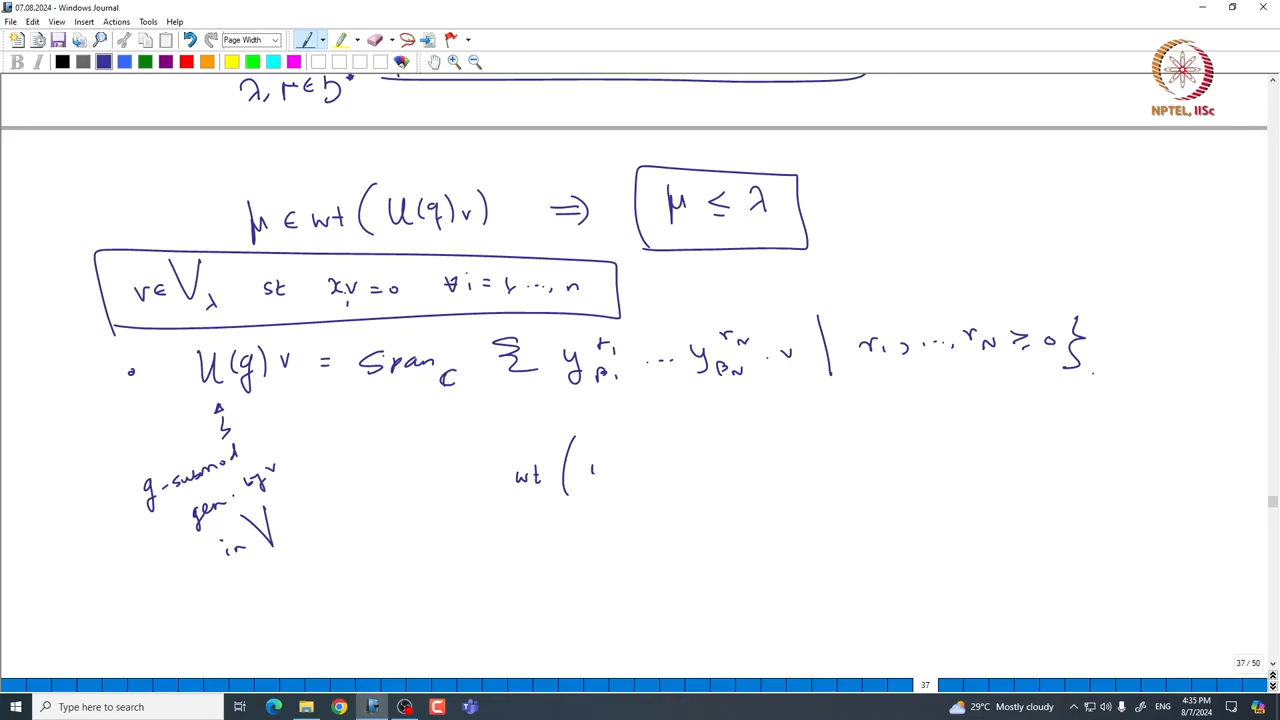 07.08.2024 - Windows Journal
File Edit View Insert Actions Tools Help
Page Width
B I
λ, μ ∈ 𝔥*
NPTEL, IISc
μ ∈ wt ( U(g) v ) ⇒ μ ≤ λ
v ∈ V_λ st x_i v = 0 ∀ i = 1, ..., n
• U(g) v = Span_C { y_{β_1}^{r_1} ... y_{β_N}^{r_N} . v | r_1, ..., r_N ≥ 0 } .
g-submod
gen. by v
in V
wt (
37 / 50
37
Type here to search
29°C Mostly cloudy
4:35 PM
8/7/2024